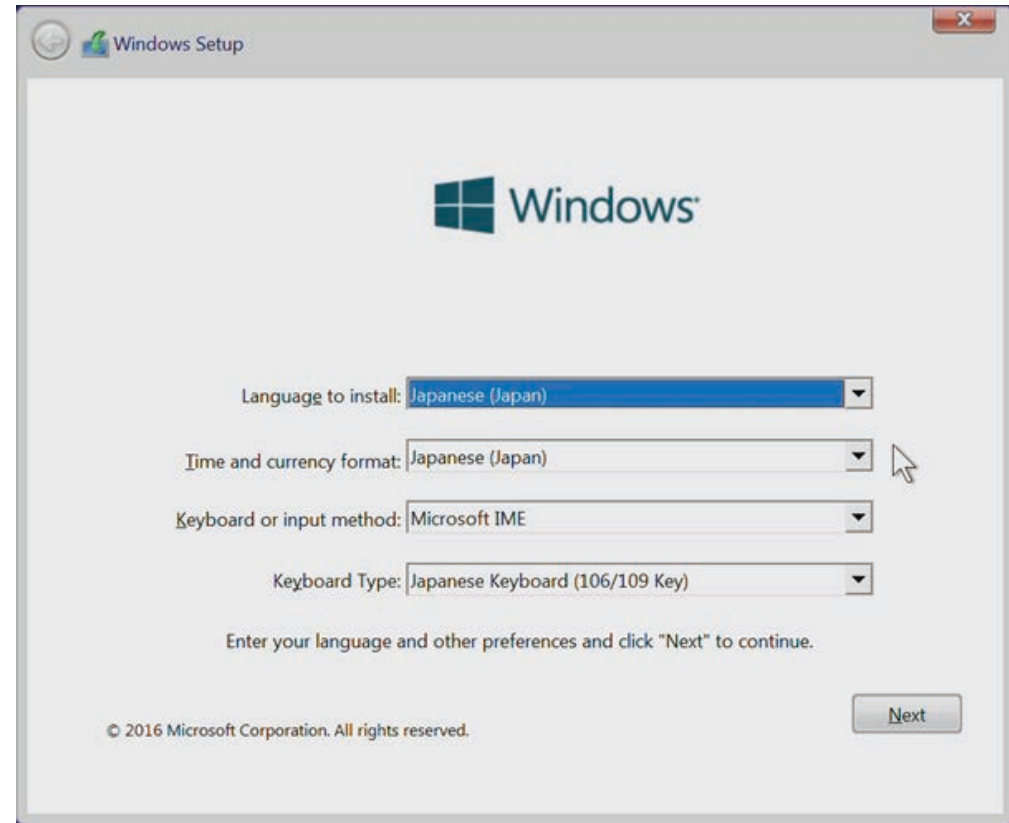 Windows Setup
Windows
Language to install: Japanese (Japan)
Time and currency format: Japanese (Japan)
Keyboard or input method: Microsoft IME
Keyboard Type: Japanese Keyboard (106/109 Key)
Enter your language and other preferences and click "Next" to continue.
Next
© 2016 Microsoft Corporation. All rights reserved.